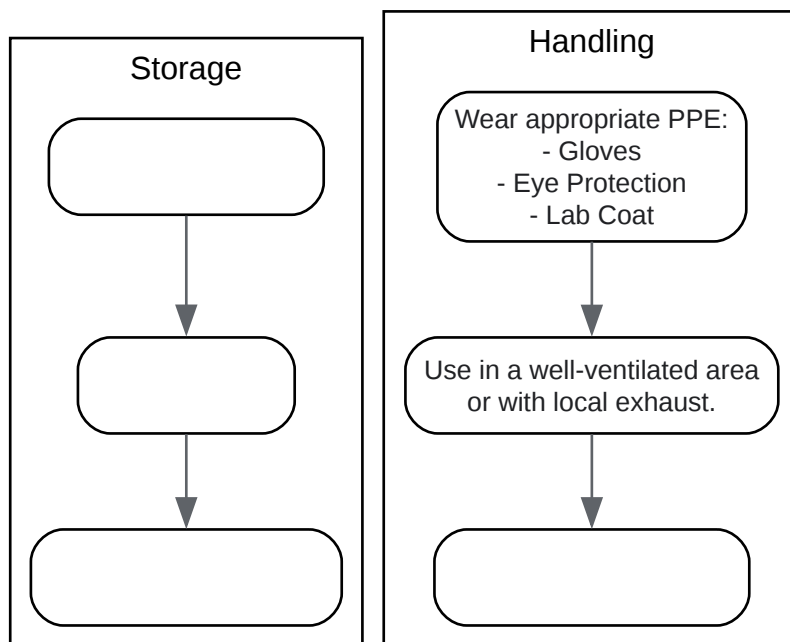 Storage
Handling
Wear appropriate PPE:
- Gloves
- Eye Protection
- Lab Coat
Use in a well-ventilated area
or with local exhaust.